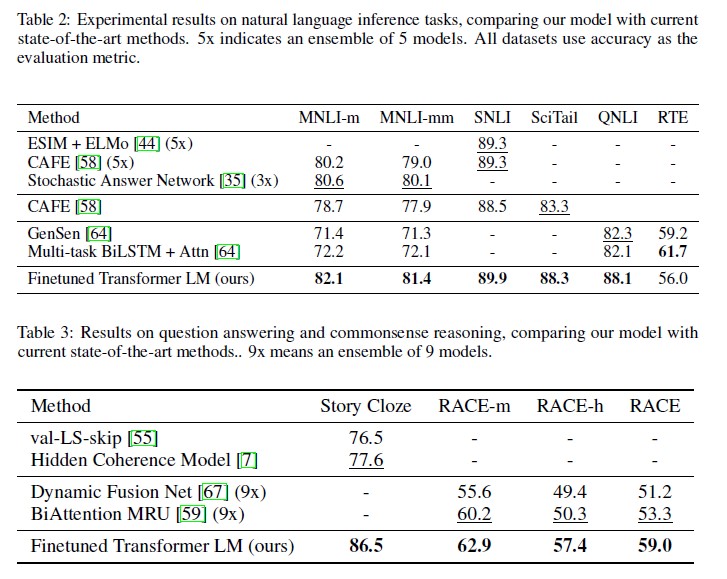 Table 2: Experimental results on natural language inference tasks, comparing our model with current
state-of-the-art methods. 5x indicates an ensemble of 5 models. All datasets use accuracy as the
evaluation metric.
Method MNLI-m MNLI-mm SNLI SciTail QNLI RTE
ESIM + ELMo [44] (5x) - - 89.3 - - -
CAFE [58] (5x) 80.2 79.0 89.3 - - -
Stochastic Answer Network [35] (3x) 80.6 80.1 - - - -
CAFE [58] 78.7 77.9 88.5 83.3
GenSen [64] 71.4 71.3 - - 82.3 59.2
Multi-task BiLSTM + Attn [64] 72.2 72.1 - - 82.1 61.7
Finetuned Transformer LM (ours) 82.1 81.4 89.9 88.3 88.1 56.0
Table 3: Results on question answering and commonsense reasoning, comparing our model with
current state-of-the-art methods.. 9x means an ensemble of 9 models.
Method Story Cloze RACE-m RACE-h RACE
val-LS-skip [55] 76.5 - - -
Hidden Coherence Model [7] 77.6 - - -
Dynamic Fusion Net [67] (9x) - 55.6 49.4 51.2
BiAttention MRU [59] (9x) - 60.2 50.3 53.3
Finetuned Transformer LM (ours) 86.5 62.9 57.4 59.0